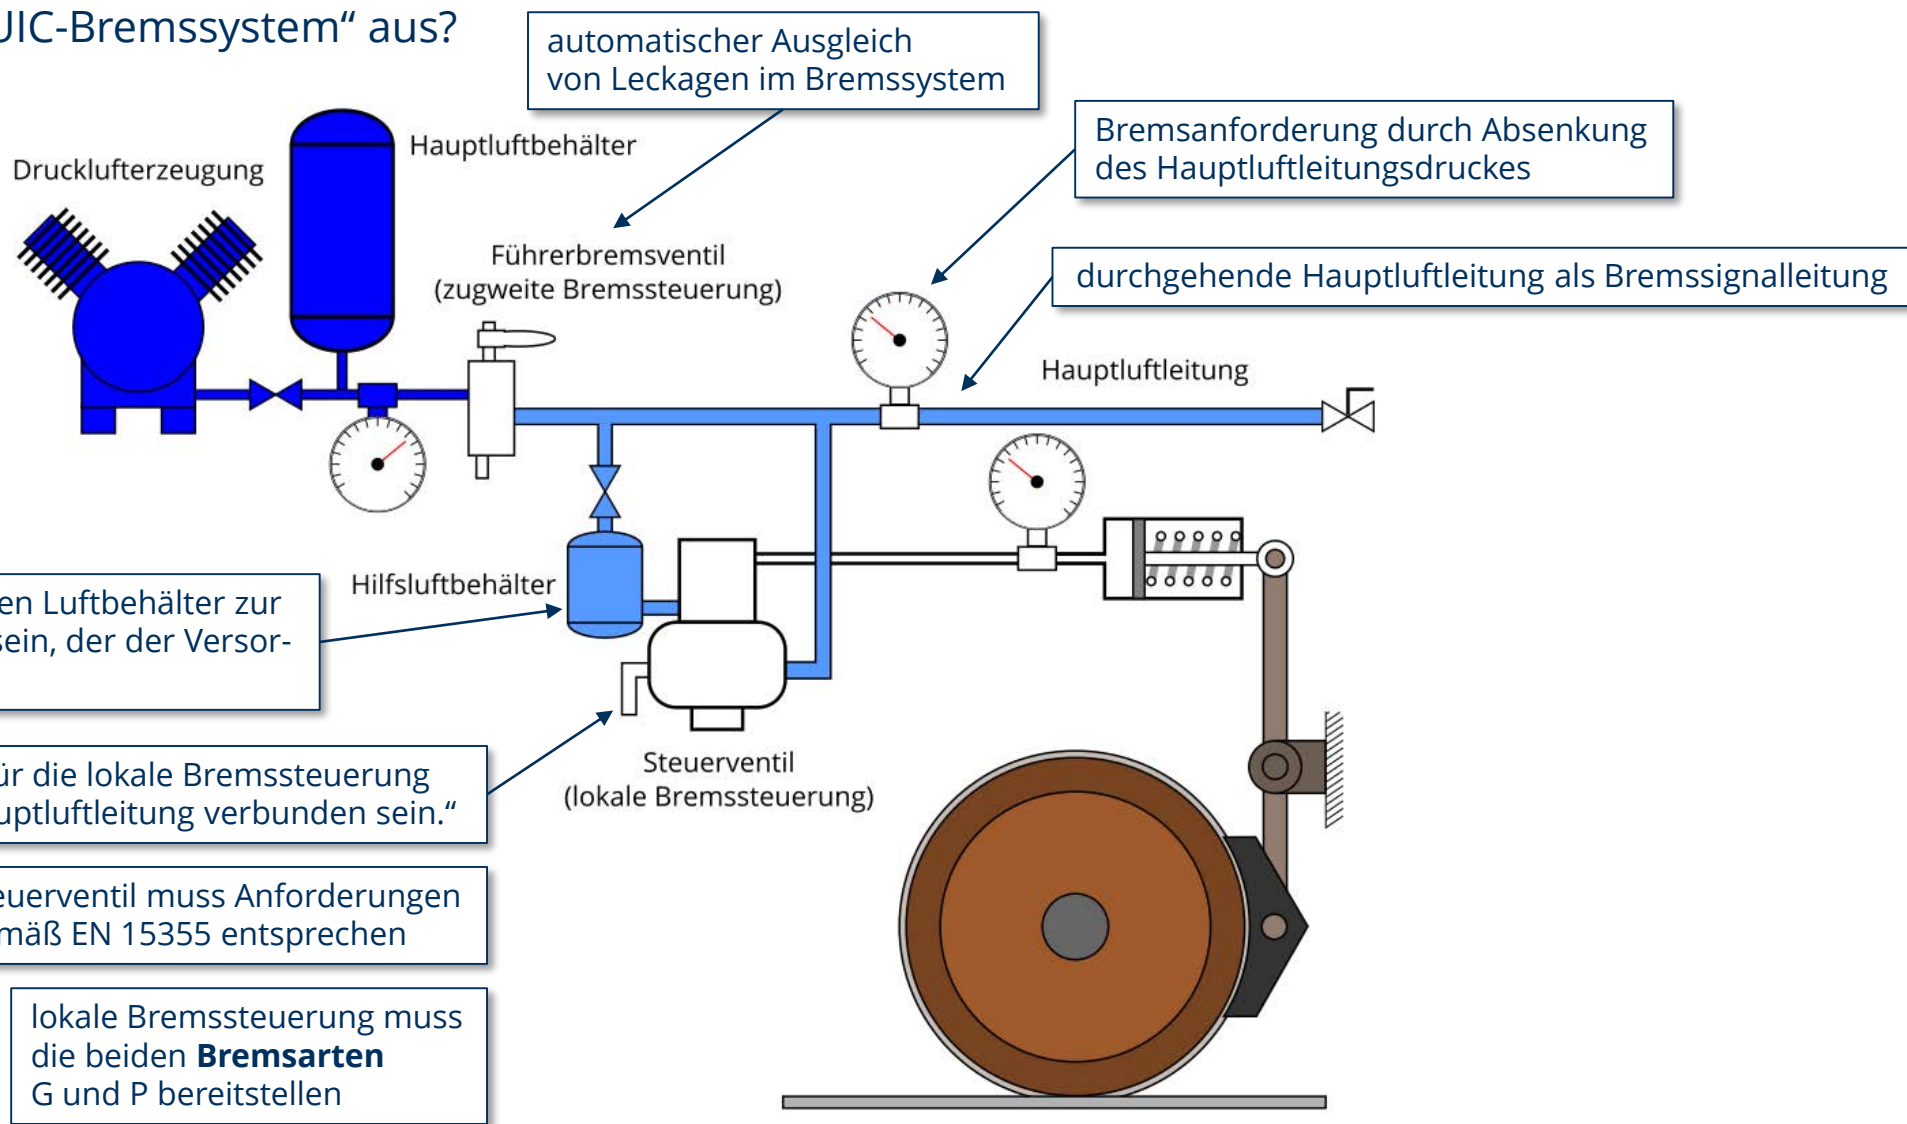 UIC-Bremssystem“ aus?
automatischer Ausgleich
von Leckagen im Bremssystem
Bremsanforderung durch Absenkung
des Hauptluftleitungsdruckes
Hauptluftbehälter
Drucklufterzeugung
Führerbremsventil
(zugweite Bremssteuerung)
durchgehende Hauptluftleitung als Bremssignalleitung
Hauptluftleitung
Hilfsluftbehälter
en Luftbehälter zur
sein, der der Versor-
ür die lokale Bremssteuerung
uptluftleitung verbunden sein.“
Steuerventil
(lokale Bremssteuerung)
euerventil muss Anforderungen
mäß EN 15355 entsprechen
lokale Bremssteuerung muss
die beiden Bremsarten
G und P bereitstellen